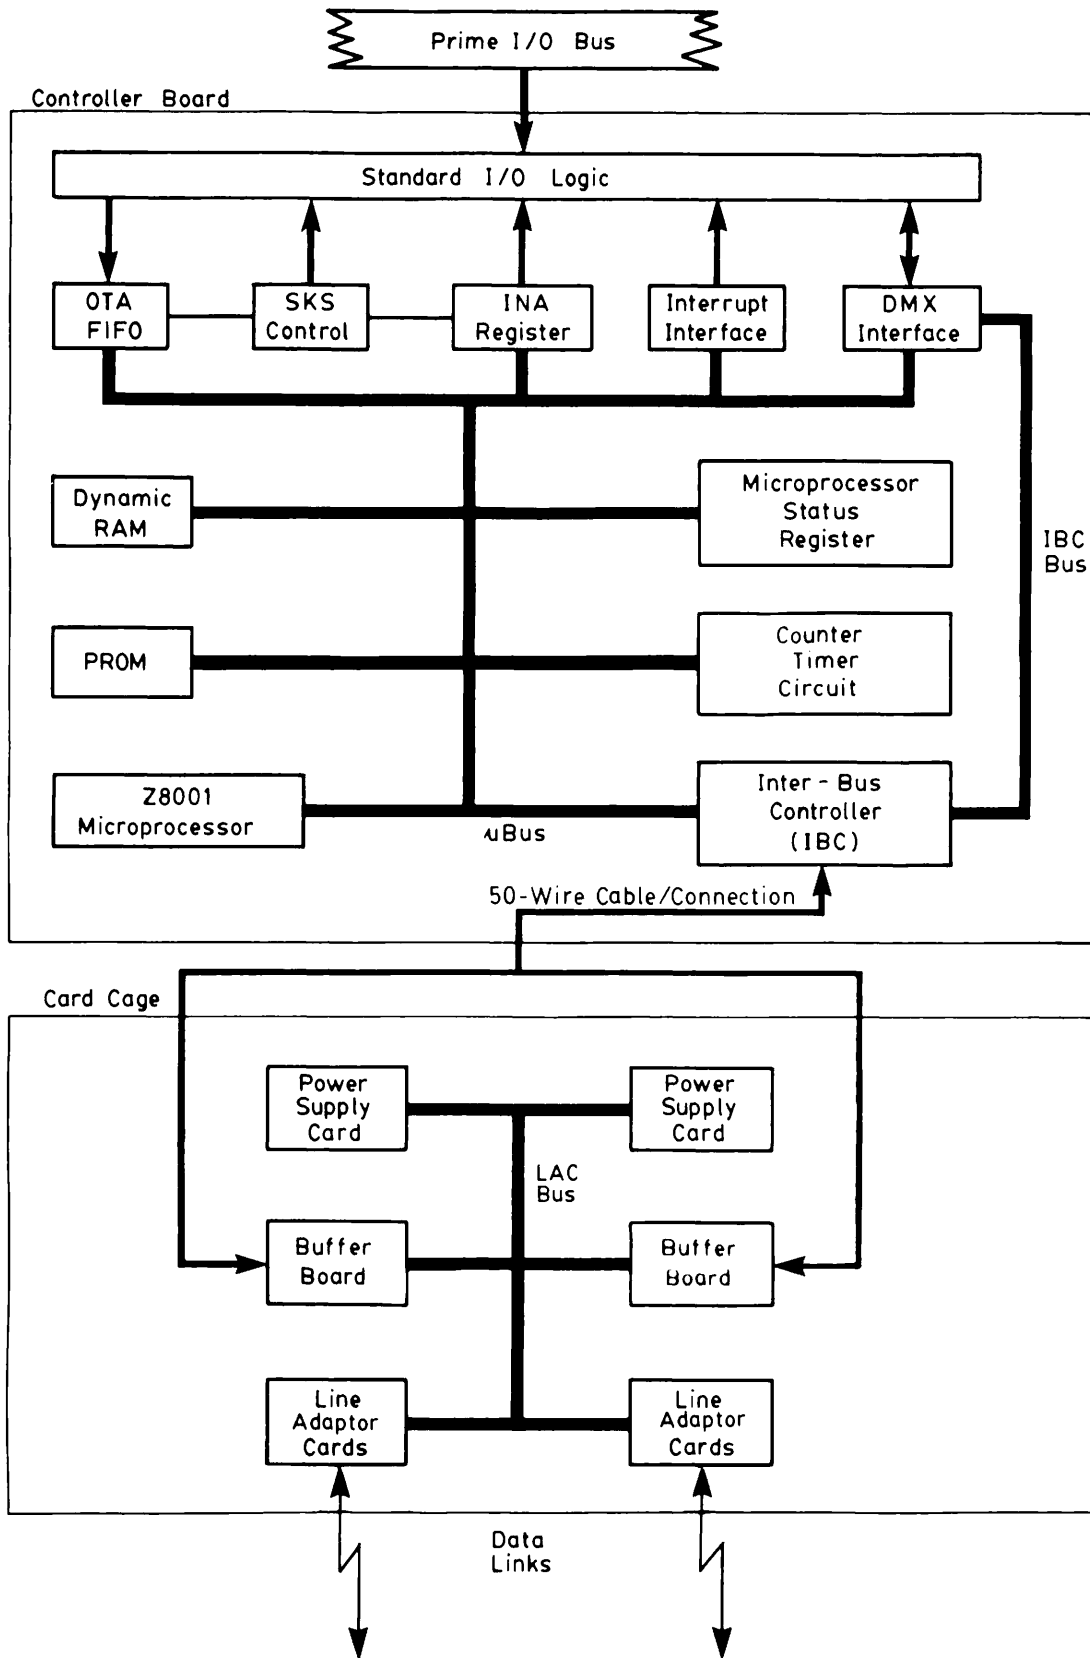 Prime I/O Bus
Controller Board
Standard I/O Logic
OTA
FIFO
SKS
Control
INA
Register
Interrupt
Interface
DMX
Interface
Dynamic
RAM
Microprocessor
Status
Register
IBC
Bus
PROM
Counter
Timer
Circuit
Z8001
Microprocessor
Inter-Bus
Controller
(IBC)
µBus
50-Wire Cable/Connection
Card Cage
Power
Supply
Card
Power
Supply
Card
LAC
Bus
Buffer
Board
Buffer
Board
Line
Adaptor
Cards
Line
Adaptor
Cards
Data
Links